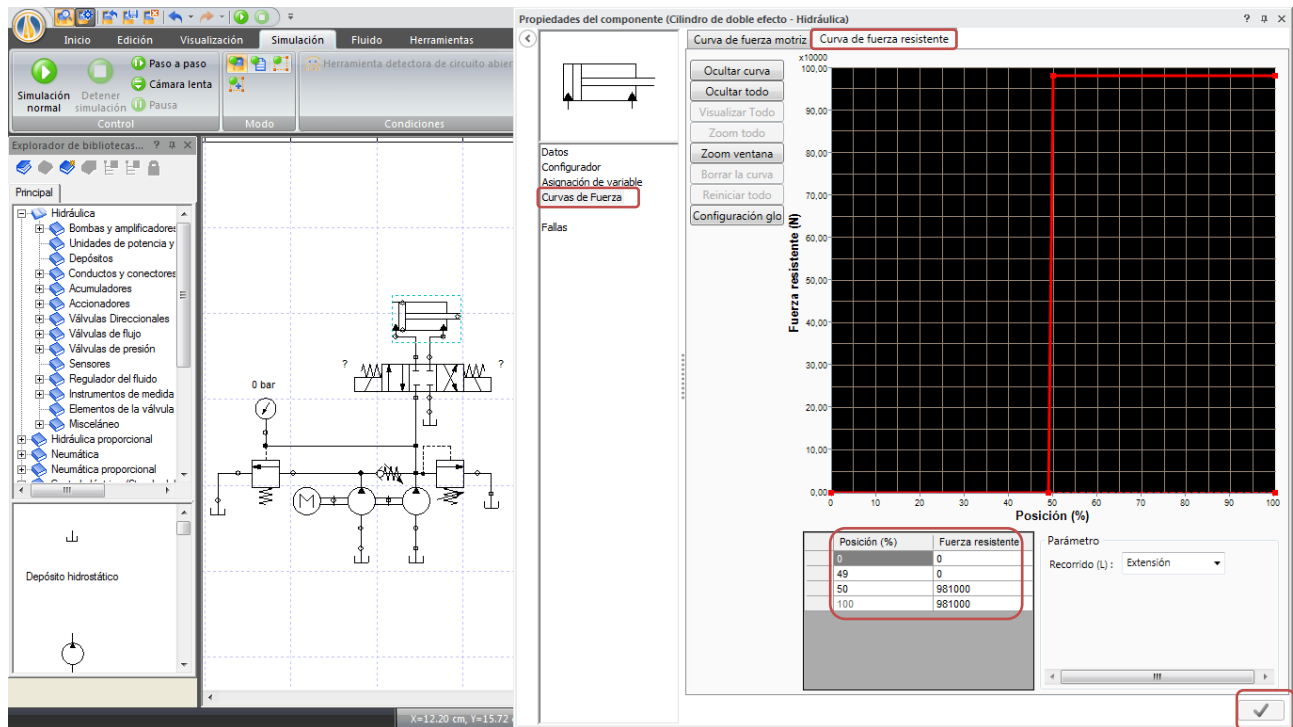 Inicio Edición Visualización Simulación Fluido Herramientas
Simulación normal
Detener simulación
Paso a paso
Cámara lenta
Pausa
Herramienta detectora de circuito abier
Control Modo Condiciones
Explorador de bibliotecas... ? X
Principal
Hidráulica
Bombas y amplificadores
Unidades de potencia y
Depósitos
Conductos y conectores
Acumuladores
Accionadores
Válvulas Direccionales
Válvulas de flujo
Válvulas de presión
Sensores
Regulador del fluido
Instrumentos de medida
Elementos de la válvula
Misceláneo
Hidráulica proporcional
Neumática
Neumática proporcional
Depósito hidrostático
0 bar
? ?
M
X=12.20 cm, Y=15.72
Propiedades del componente (Cilindro de doble efecto - Hidráulica) ? X
Datos
Configurador
Asignación de variable
Curvas de Fuerza
Fallas
Curva de fuerza motriz Curva de fuerza resistente
Ocultar curva
Ocultar todo
Visualizar Todo
Zoom todo
Zoom ventana
Borrar la curva
Reiniciar todo
Configuración glo
x10000
100,00
90,00
80,00
70,00
60,00
50,00
40,00
30,00
20,00
10,00
0,00
Fuerza resistente (N)
0 10 20 30 40 50 60 70 80 90 100
Posición (%)
Posición (%) Fuerza resistente
0 0
49 0
50 981000
100 981000
Parámetro
Recorrido (L) : Extensión